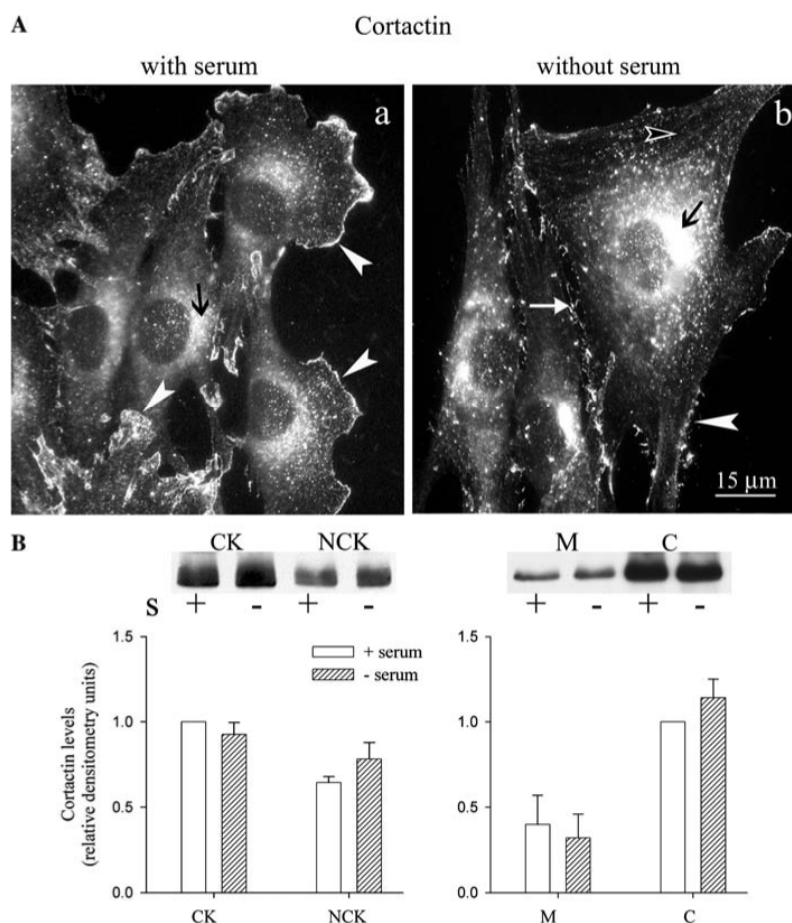 A
Cortactin
with serum
without serum
a
b
15 µm
B
CK NCK
M C
S + - + -
+ - + -
Cortactin levels
(relative densitometry units)
1.5
1.0
0.5
0.0
+ serum
- serum
CK NCK
1.5
1.0
0.5
0.0
M C